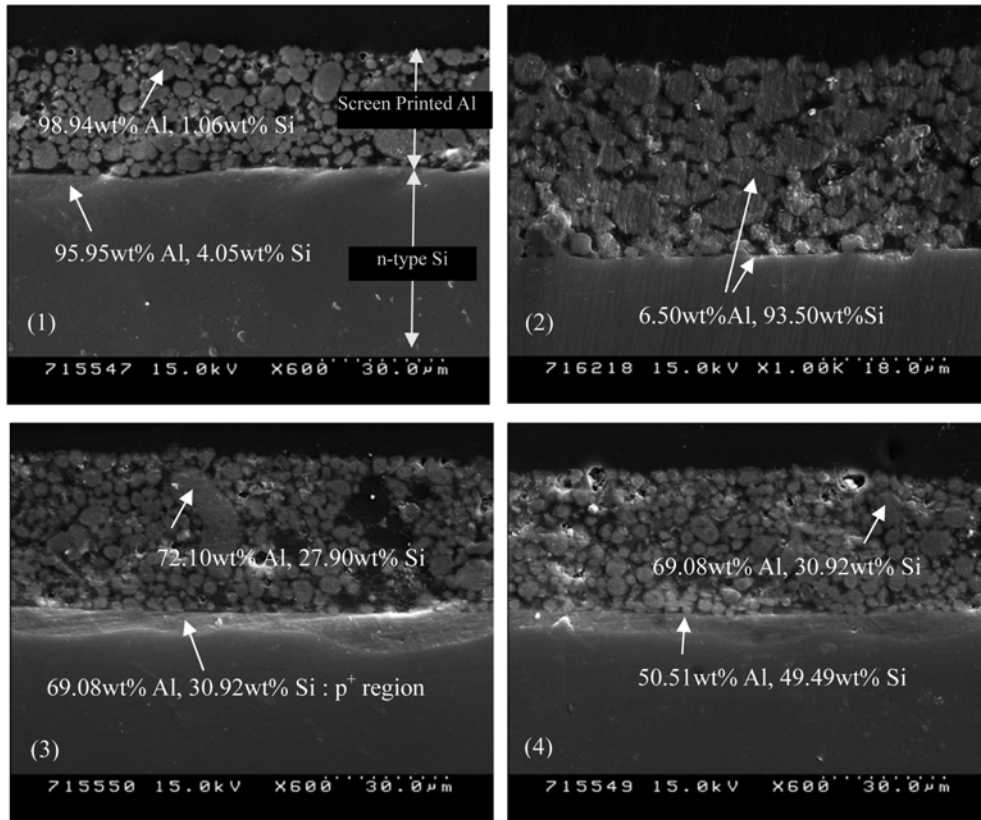 Screen Printed Al
98.94wt% Al, 1.06wt% Si
95.95wt% Al, 4.05wt% Si
n-type Si
(1)
715547 15.0kV X600 30.0μm
6.50wt%Al, 93.50wt%Si
(2)
716218 15.0kV X1.00K 18.0μm
72.10wt% Al, 27.90wt% Si
69.08wt% Al, 30.92wt% Si : p⁺ region
(3)
715550 15.0kV X600 30.0μm
69.08wt% Al, 30.92wt% Si
50.51wt% Al, 49.49wt% Si
(4)
715549 15.0kV X600 30.0μm